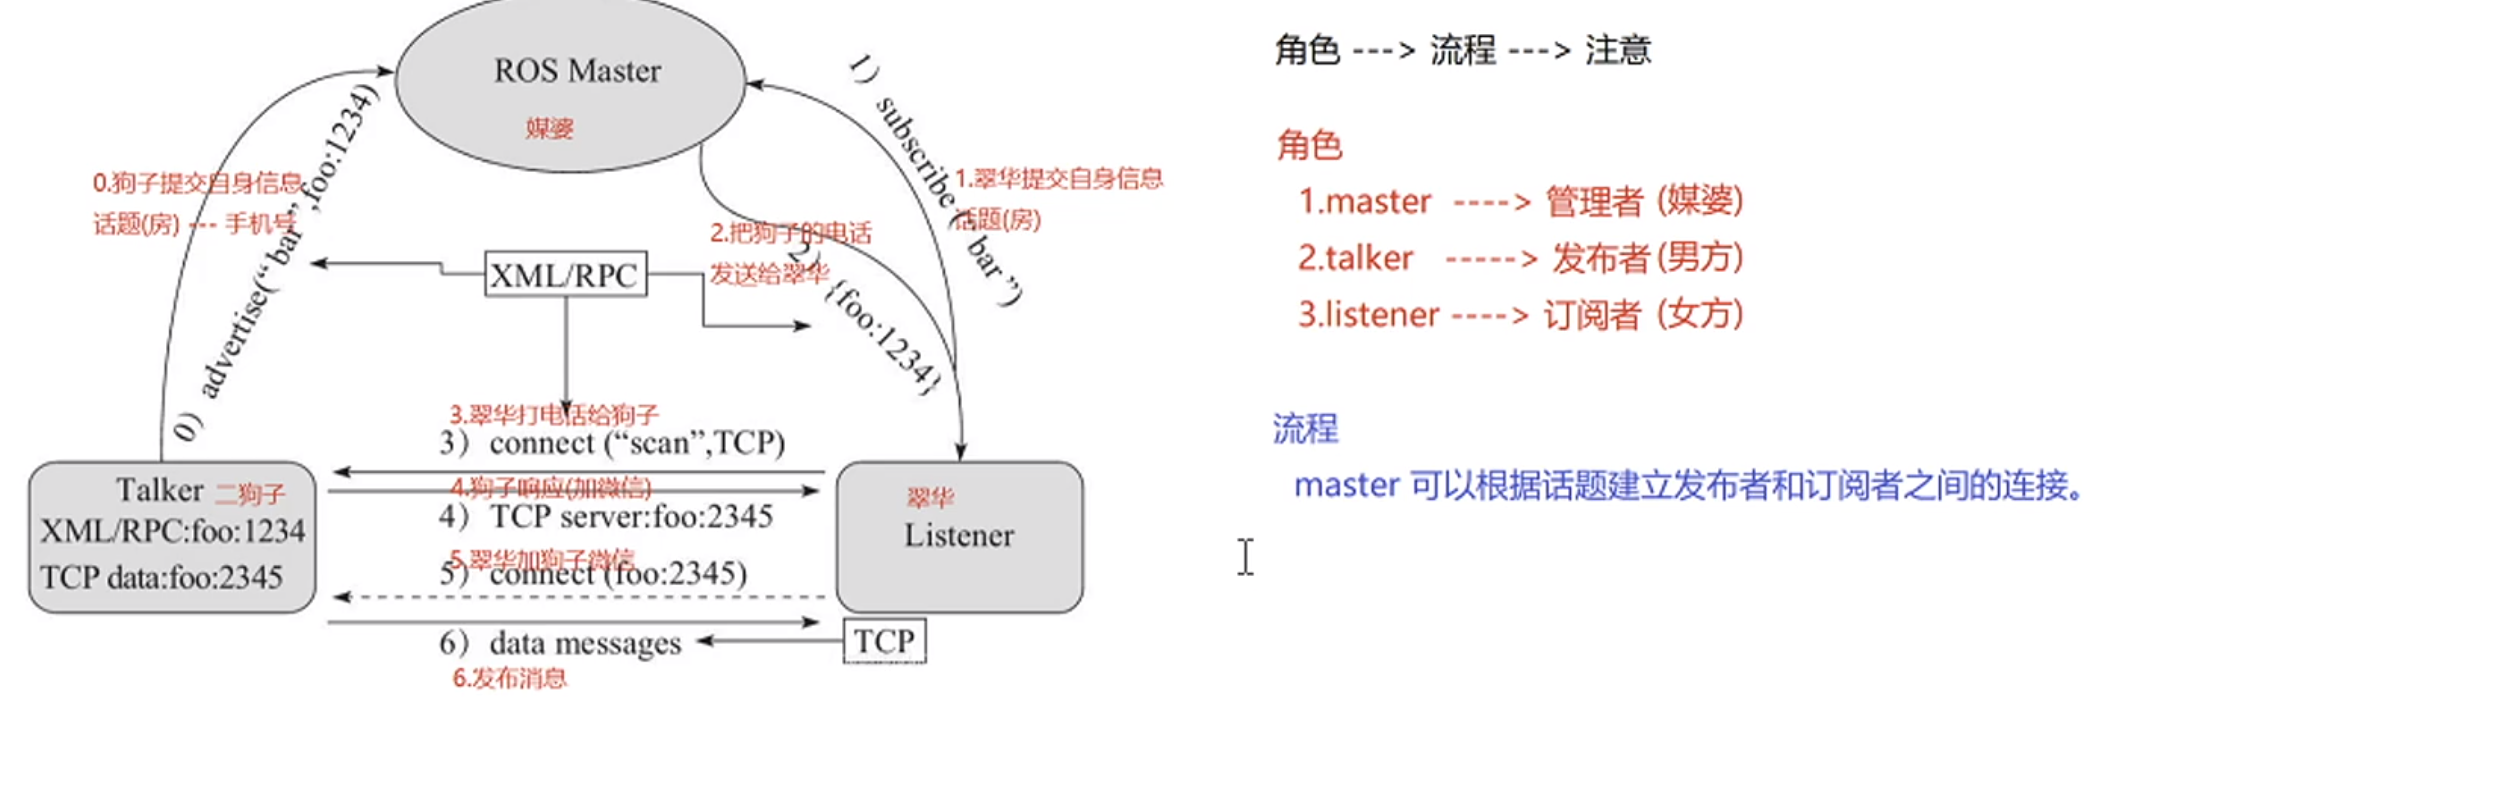 ROS Master
媒婆
0) advertise(“bar”,foo:1234)
0.狗子提交自身信息
话题(房) --- 手机号
1) subscribe (“bar”)
1.翠华提交自身信息
话题(房)
2.把狗子的电话
发送给翠华
2) {foo:1234}
XML/RPC
3.翠华打电话给狗子
3) connect (“scan”,TCP)
4.狗子响应(加微信)
4) TCP server:foo:2345
5.翠华加狗子微信
5) connect (foo:2345)
6) data messages
TCP
6.发布消息
Talker 二狗子
XML/RPC:foo:1234
TCP data:foo:2345
翠华
Listener
角色 ---> 流程 ---> 注意
角色
1.master ----> 管理者 (媒婆)
2.talker -----> 发布者 (男方)
3.listener ----> 订阅者 (女方)
流程
master 可以根据话题建立发布者和订阅者之间的连接。